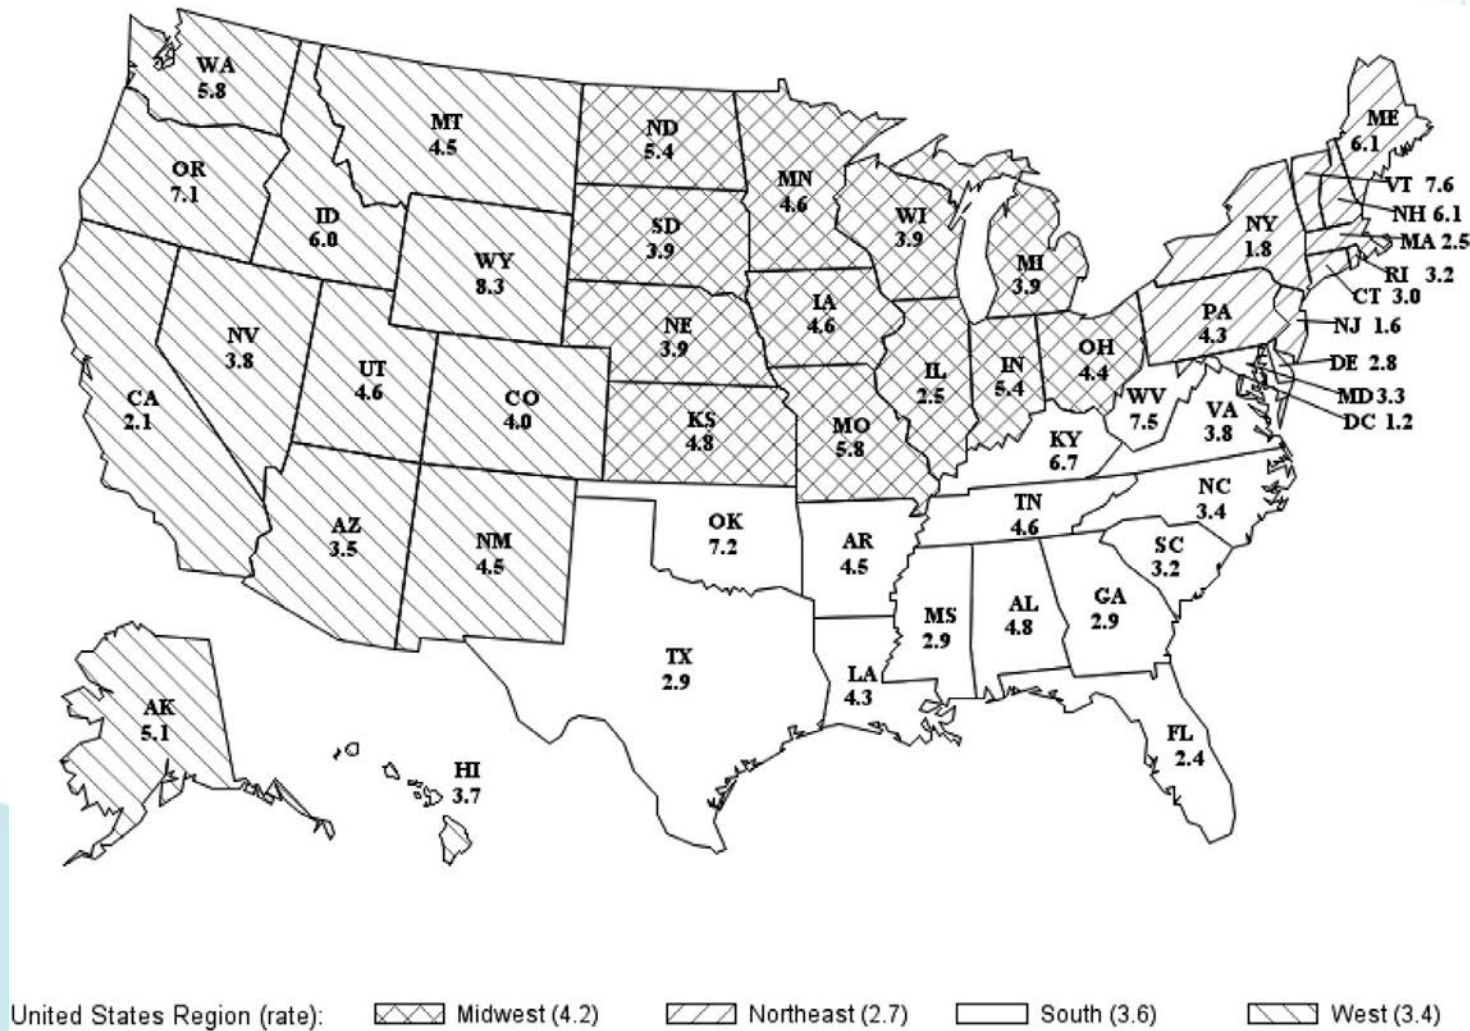 WA
5.8
MT
4.5
ND
5.4
MN
4.6
ME
6.1
OR
7.1
ID
6.0
SD
3.9
WI
3.9
VT 7.6
NH 6.1
MA 2.5
NY
1.8
RI 3.2
CT 3.0
WY
8.3
MI
3.9
NV
3.8
UT
4.6
NE
3.9
IA
4.6
PA
4.3
NJ 1.6
DE 2.8
MD 3.3
DC 1.2
CA
2.1
CO
4.0
KS
4.8
MO
5.8
IL
2.5
IN
5.4
OH
4.4
WV
7.5
VA
3.8
KY
6.7
AZ
3.5
NM
4.5
OK
7.2
AR
4.5
TN
4.6
NC
3.4
SC
3.2
TX
2.9
LA
4.3
MS
2.9
AL
4.8
GA
2.9
AK
5.1
HI
3.7
FL
2.4
United States Region (rate): Midwest (4.2) Northeast (2.7) South (3.6) West (3.4)